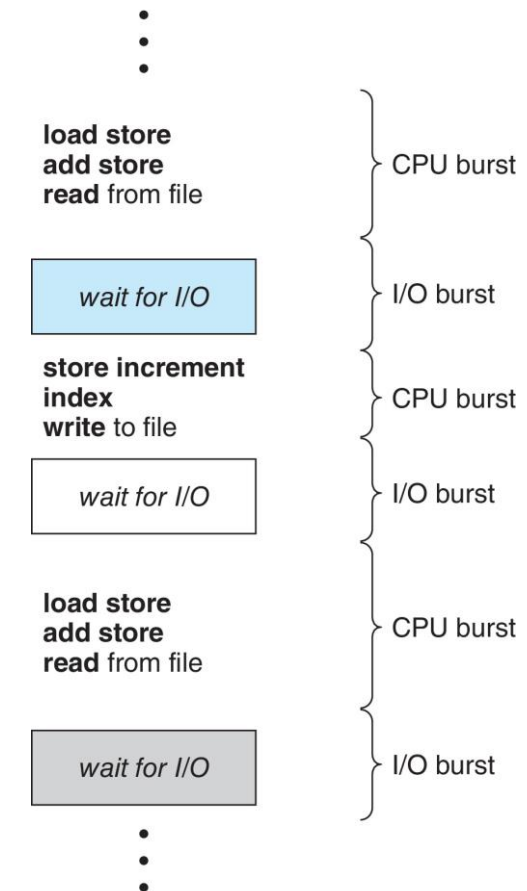 load store
add store
read from file
CPU burst
wait for I/O
I/O burst
store increment
index
write to file
CPU burst
wait for I/O
I/O burst
load store
add store
read from file
CPU burst
wait for I/O
I/O burst